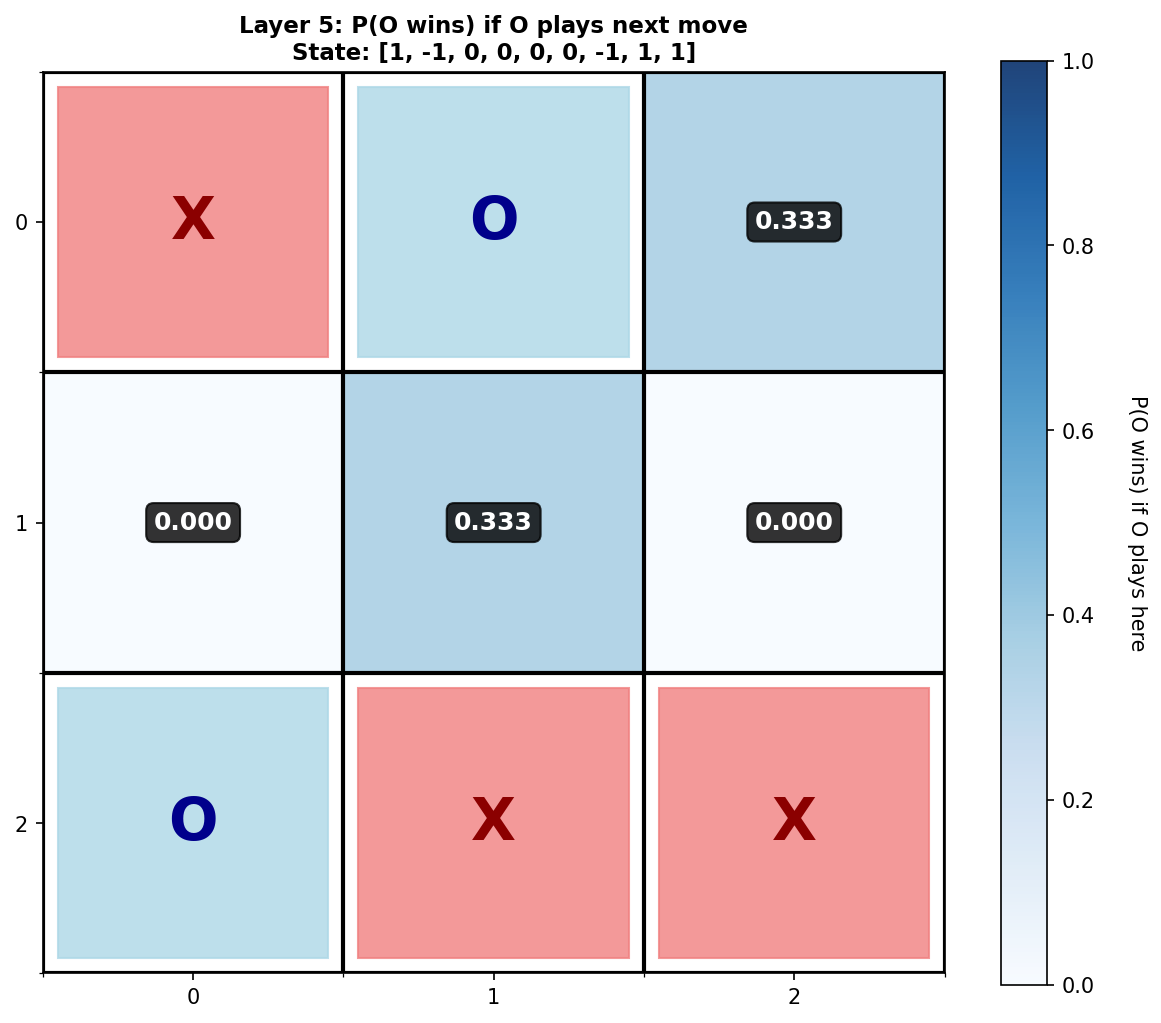 Layer 5: P(O wins) if O plays next move
State: [1, -1, 0, 0, 0, 0, -1, 1, 1]
X
O
0.333
0.000
0.333
0.000
O
X
X
0
1
2
0
1
2
1.0
0.8
0.6
0.4
0.2
0.0
P(O wins) if O plays here